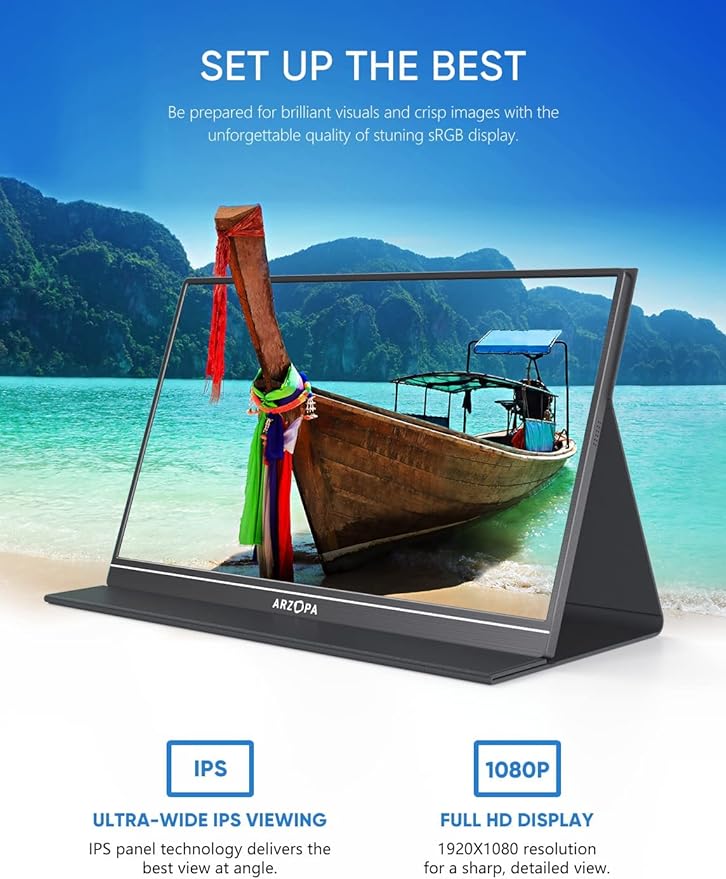 SET UP THE BEST
Be prepared for brilliant visuals and crisp images with the
unforgettable quality of stuning sRGB display.
ARZOPA
IPS
ULTRA-WIDE IPS VIEWING
IPS panel technology delivers the
best view at angle.
1080P
FULL HD DISPLAY
1920X1080 resolution
for a sharp, detailed view.